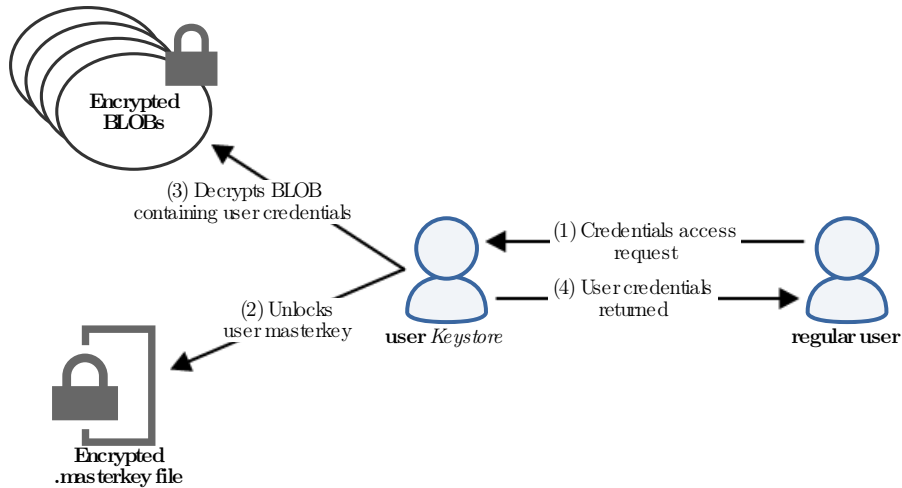 Encrypted
BLOBs
(3) Decrypts BLOB
containing user credentials
(1) Credentials access
request
(4) User credentials
returned
(2) Unlocks
user masterkey
user Keystore
regular user
Encrypted
.masterkey file